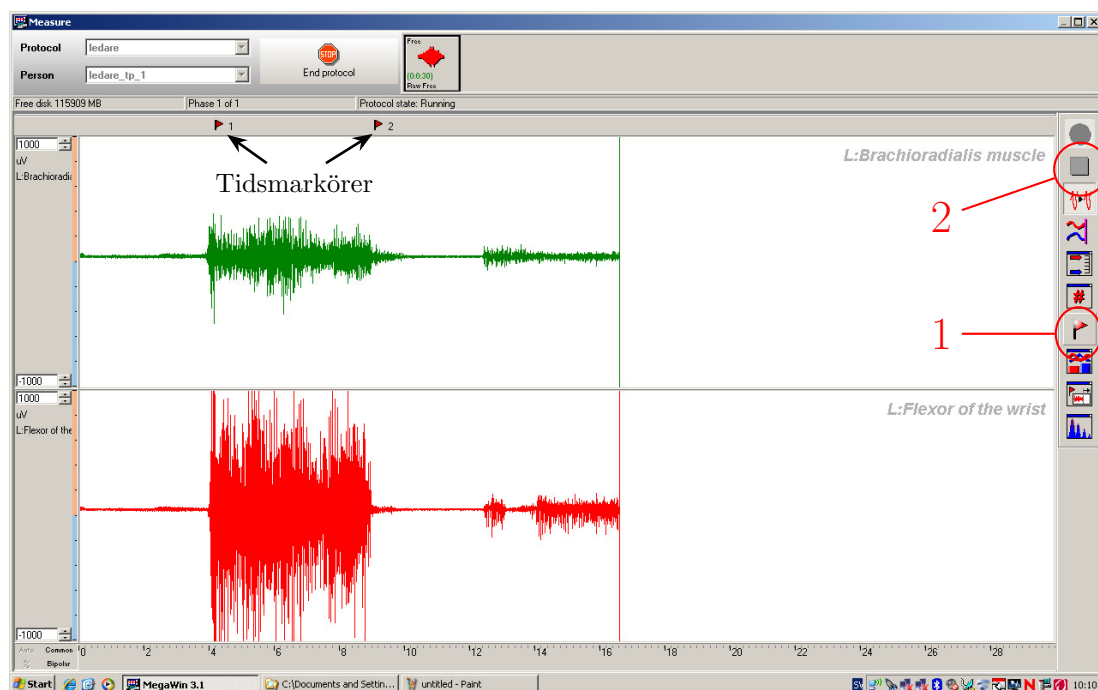 Measure
Protocol
ledare
Person
ledare_tp_1
STOP
End protocol
Free
(0:0:30)
Raw Free
Free disk 115909 MB
Phase 1 of 1
Protocol state: Running
1
2
Tidsmarkörer
1000
uV
L:Brachioradia
-1000
L:Brachioradialis muscle
2
#
1
1000
uV
L:Flexor of the
-1000
L:Flexor of the wrist
Auto Common
% Bipolar
0 2 4 6 8 10 12 14 16 18 20 22 24 26 28
Start
MegaWin 3.1
C:\Documents and Settin...
untitled - Paint
SV
N
10:10